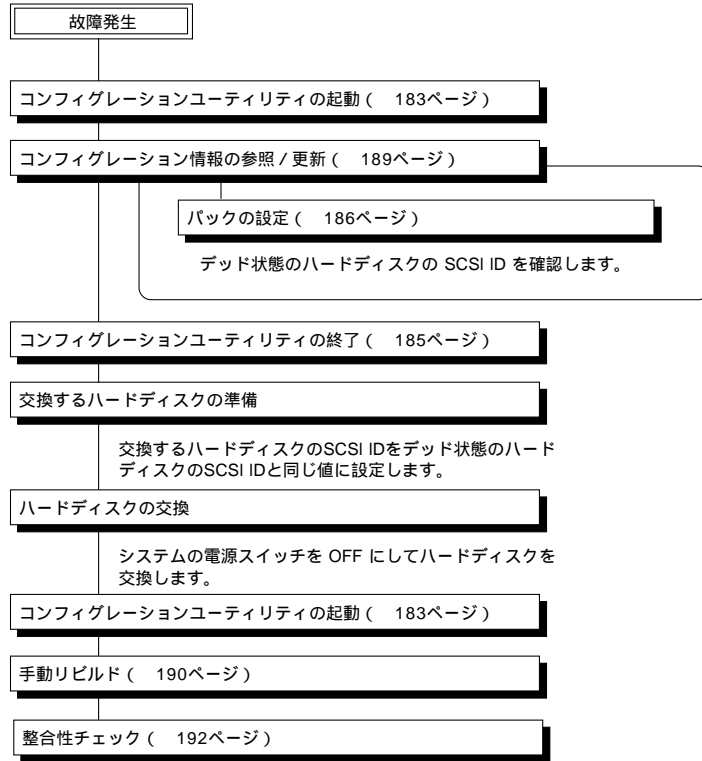 故障発生
コンフィグレーションユーティリティの起動（　183ページ）
コンフィグレーション情報の参照／更新（　189ページ）
パックの設定（　186ページ）
デッド状態のハードディスクの SCSI ID を確認します。
コンフィグレーションユーティリティの終了（　185ページ）
交換するハードディスクの準備
交換するハードディスクのSCSI IDをデッド状態のハード
ディスクのSCSI IDと同じ値に設定します。
ハードディスクの交換
システムの電源スイッチを OFF にしてハードディスクを
交換します。
コンフィグレーションユーティリティの起動（　183ページ）
手動リビルド（　190ページ）
整合性チェック（　192ページ）